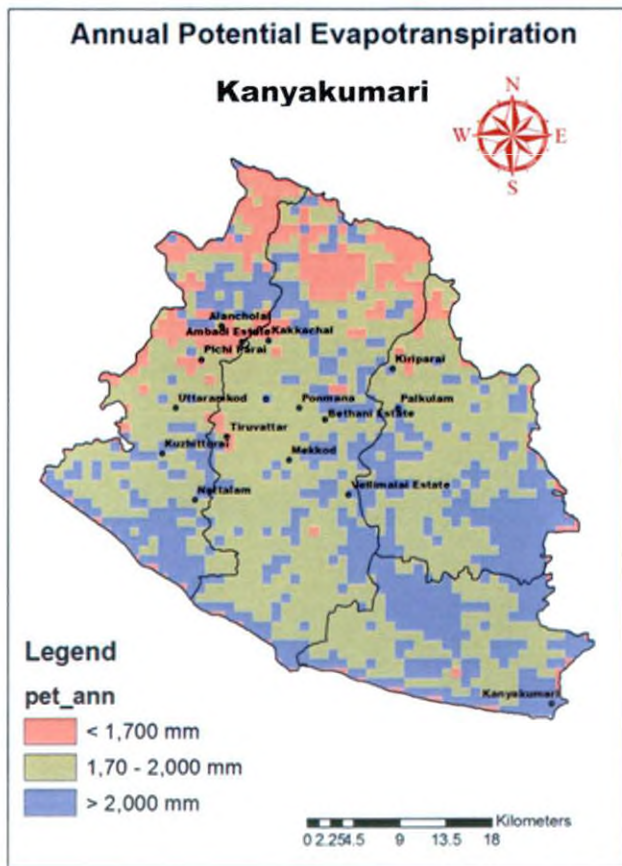 Annual Potential Evapotranspiration
Kanyakumari
N
W E
S
Alancholai
Ambadi Estate
Kakkachal
Pichi Parai
Kiriparai
Uttaramkod
Ponmana
Palkulam
Bethani Estate
Tiruvattar
Kuzhitturai
Mekkod
Vellimalai Estate
Nattalam
Kanyakumari
Legend
pet_ann
< 1,700 mm
1,70 - 2,000 mm
> 2,000 mm
Kilometers
0 2.25 4.5 9 13.5 18